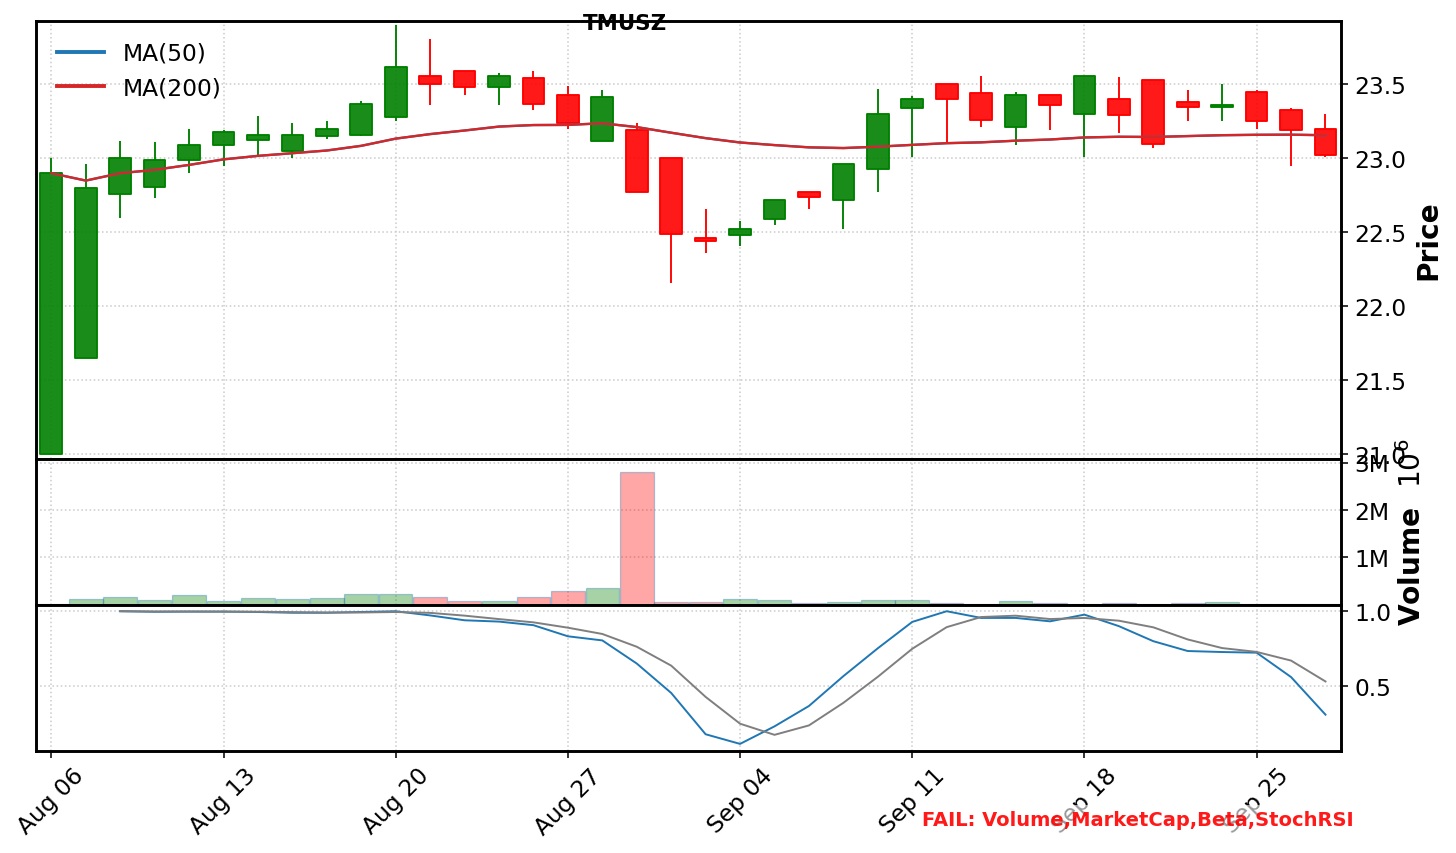 TMUSZ
MA(50)
MA(200)
23.5
23.0
22.5
22.0
21.5
21.0
Price
3M
2M
1M
Volume 10^6
1.0
0.5
Aug 06
Aug 13
Aug 20
Aug 27
Sep 04
Sep 11
Sep 18
Sep 25
FAIL: Volume,MarketCap,Beta,StochRSI